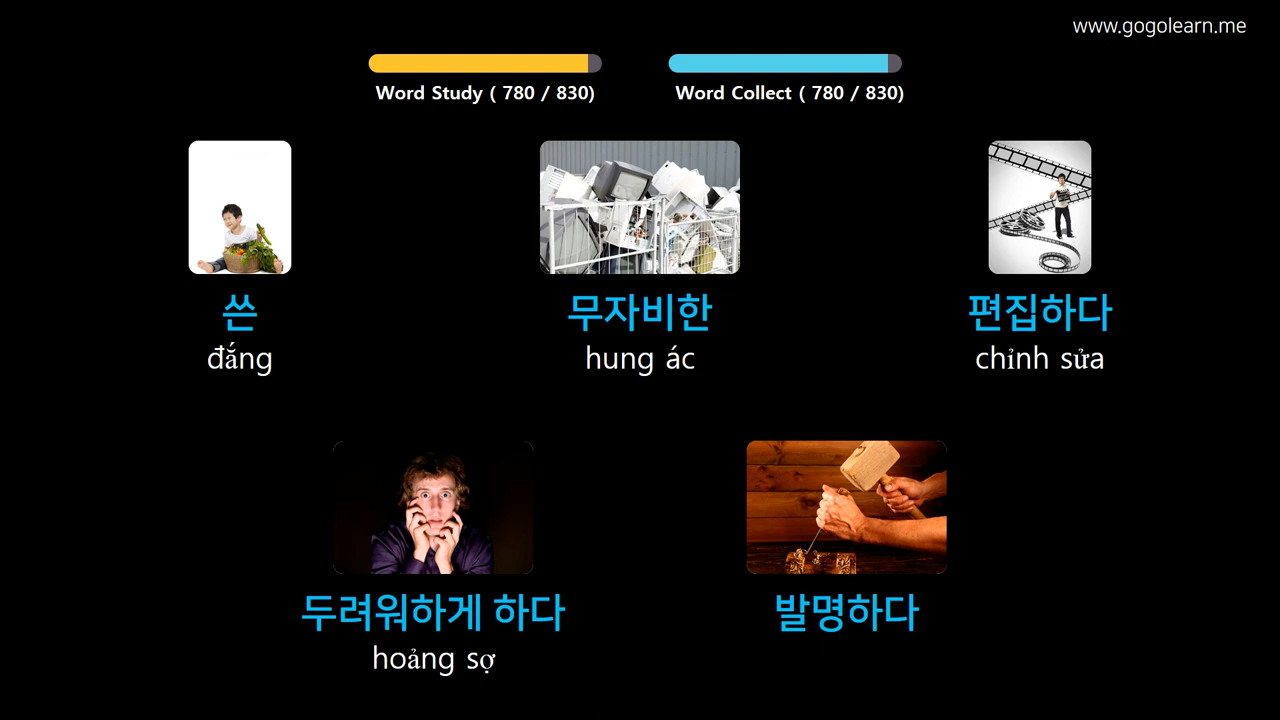 www.gogolearn.me
Word Study ( 780 / 830)
Word Collect ( 780 / 830)
쓴
đắng
무자비한
hung ác
편집하다
chỉnh sửa
두려워하게 하다
hoảng sợ
발명하다